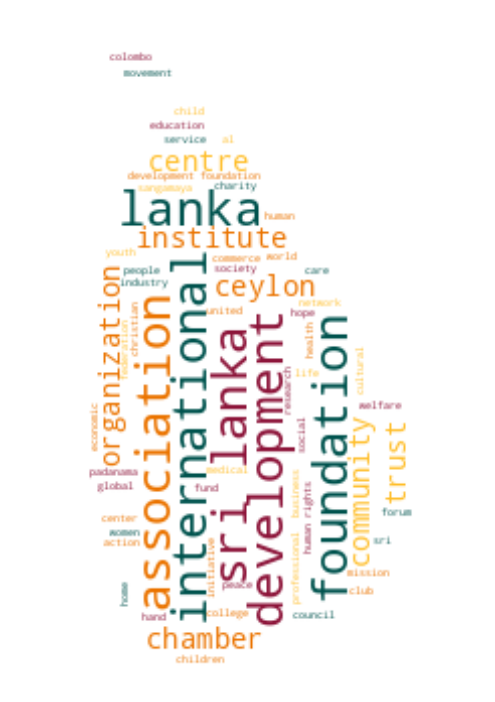 colombo
movement
child
education
service al
centre
development foundation
sangamaya charity
lanka human
institute
youth commerce world
people society care
industry ceylon
organization
association
international
sri lanka
development
foundation
network
united hope
federation
christian
health
cultural
life
research
economic
welfare
social
community
trust
padanama medical
global fund
business
human rights
professional
center forum
women sri
action
initiative
peace mission
home club
hand college council
chamber
children